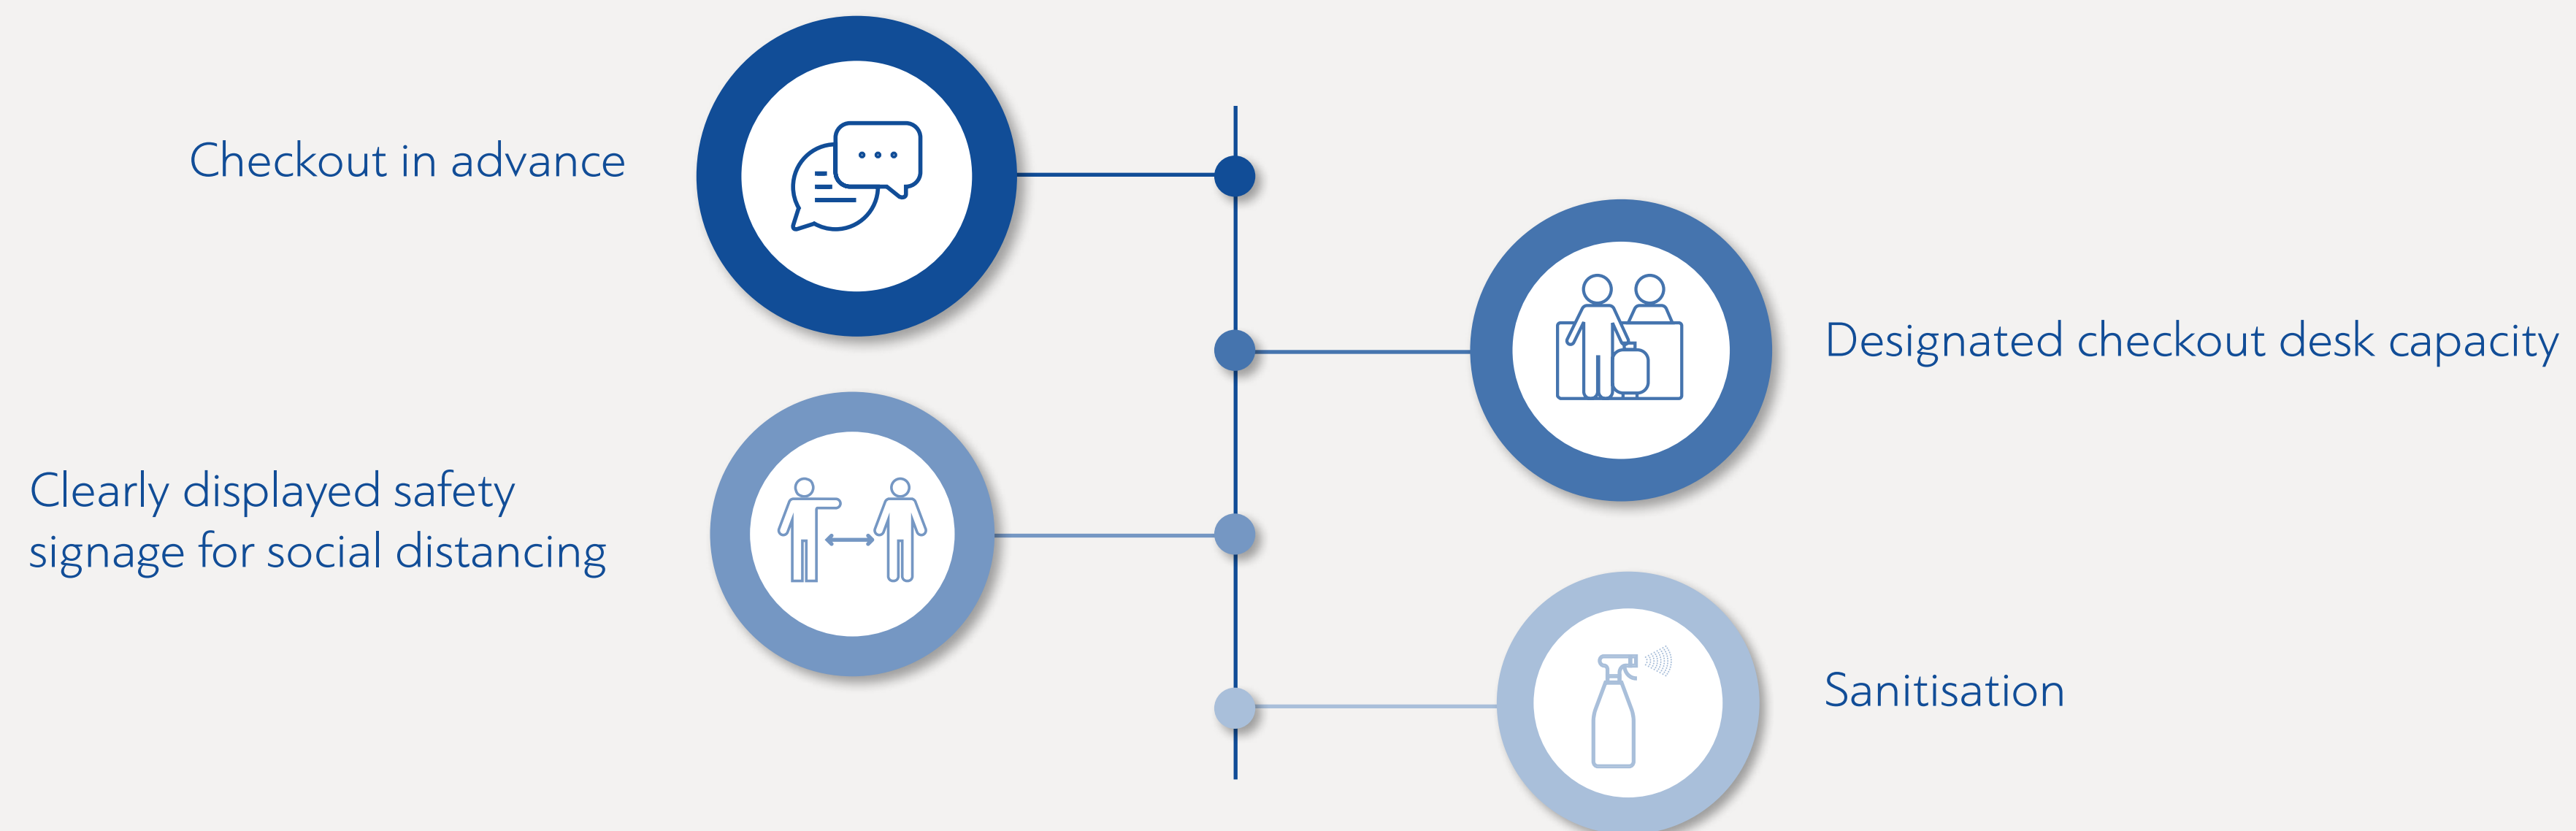 Checkout in advance
Designated checkout desk capacity
Clearly displayed safety
signage for social distancing
Sanitisation